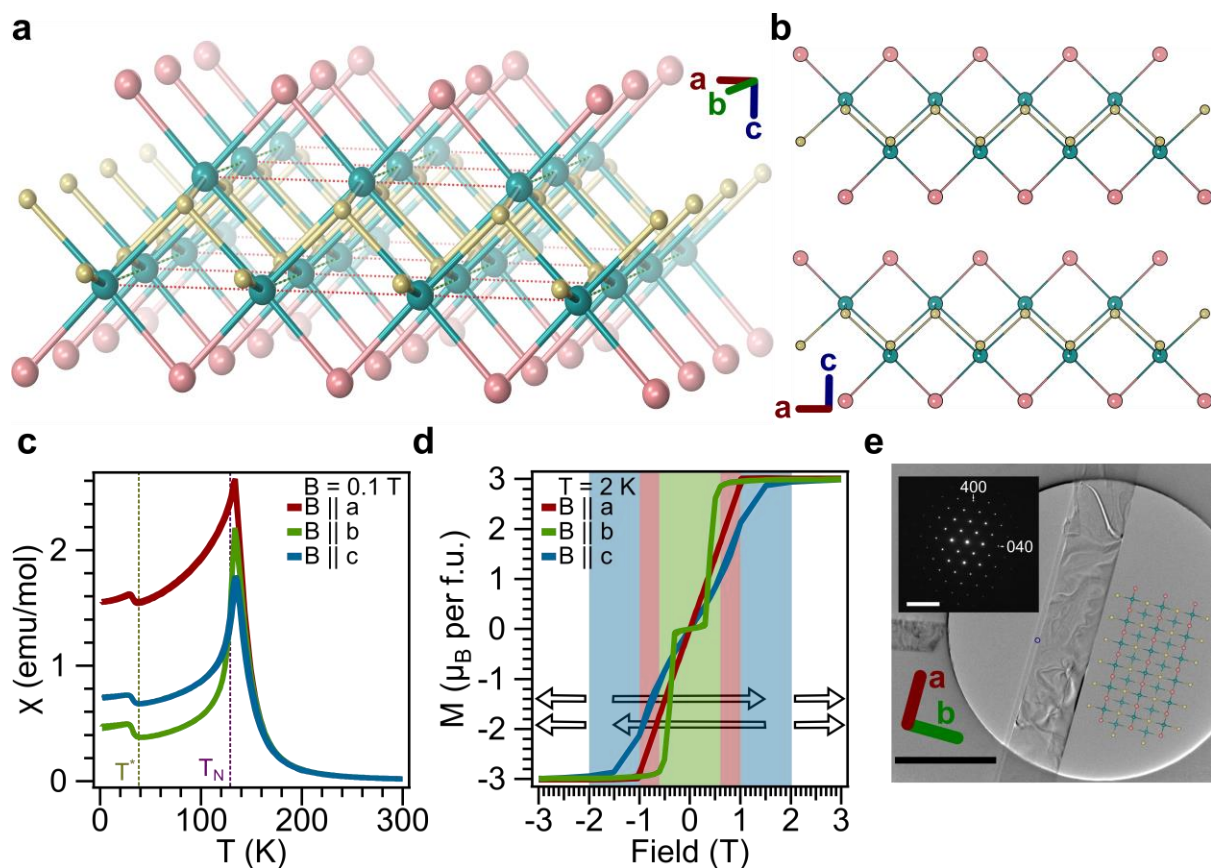 a
a
b
c
b
c
a
c
B = 0.1 T
B || a
B || b
B || c
X (emu/mol)
2
1
0
T*
T_N
0
100
200
300
T (K)
d
T = 2 K
B || a
B || b
B || c
M (μ_B per f.u.)
3
2
1
0
-1
-2
-3
-3
-2
-1
0
1
2
3
Field (T)
e
400
040
a
b